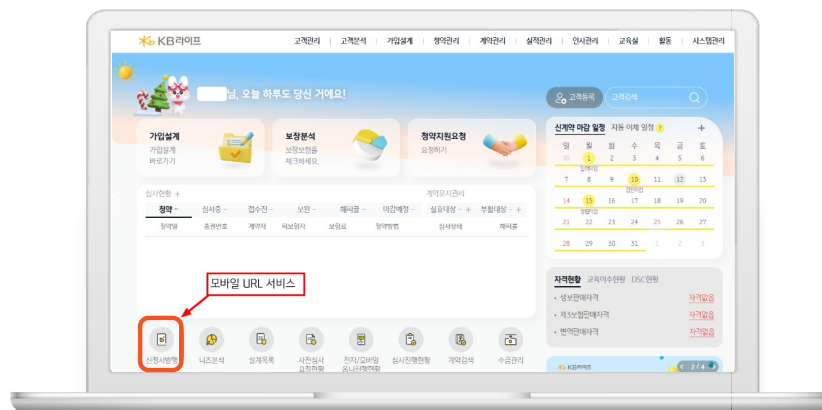 KB라이프
고객관리 | 고객분석 | 가입설계 | 청약관리 | 계약관리 | 실적관리 | 인사관리 | 교육실 | 활동 | 시스템관리
님, 오늘 하루도 당신 거예요!
고객등록 고객검색
가입설계
가입설계
바로가기
보장분석
보장보험을
체크하세요.
청약지원요청
요청하기
신계약 마감 일정 자동 이체 일정 ? +
일 월 화 수 목 금 토
30 1 2 3 4 5 6
7 8 9 10 11 12 13
14 15 16 17 18 19 20
21 22 23 24 25 26 27
28 29 30 31 1 2 3
심사현황 +
계약유지관리
청약 - 심사중 - 접수진 - 보완 - 해피콜 - 미감예정 - 실효대상 - + 부활대상 - +
청약일 증권번호 계약자 피보험자 보험료 청약방법 심사상태 해피콜
모바일 URL 서비스
자격현황 교육이수현황 DSC현황
• 생보판매자격 자격없음
• 제3보험판매자격 자격없음
• 변액판매자격 자격없음
신청서발행
니즈분석
설계목록
사전심사
요청현황
전자/모바일
옴니진행현황
심사진행현황
계약검색
수금관리
KB라이프
< 2 / 4